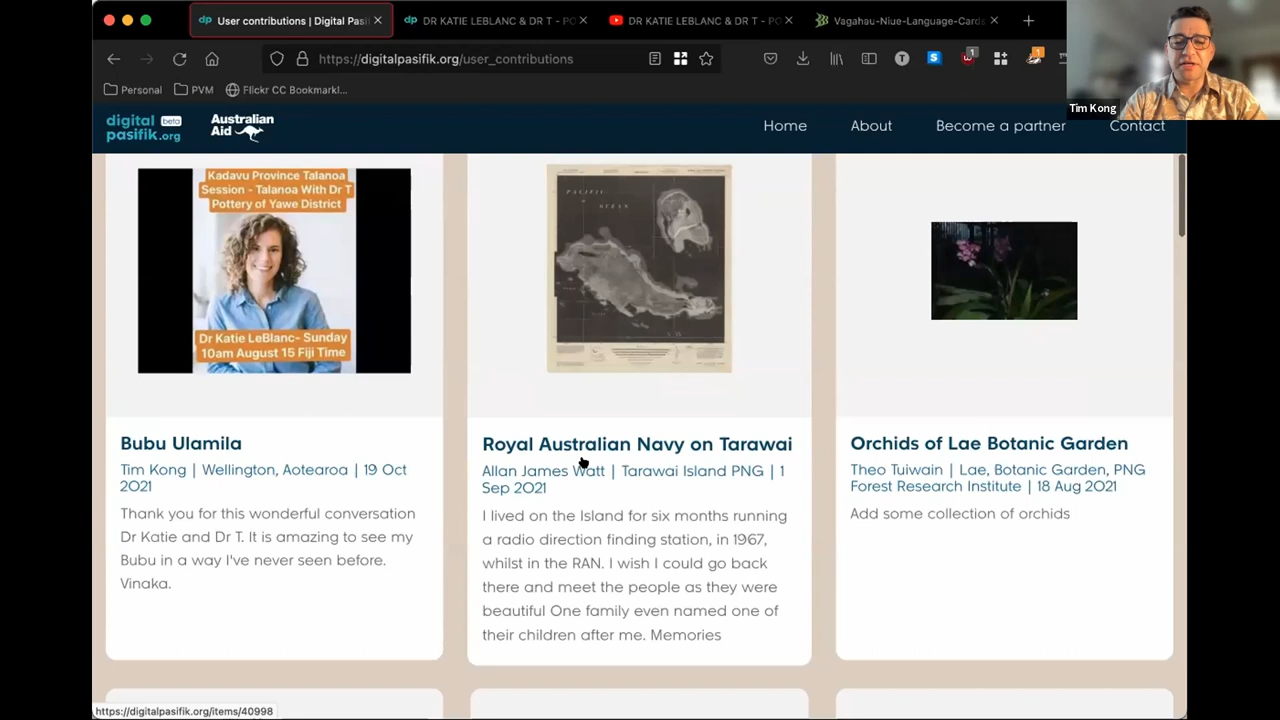 User contributions | Digital Pasi
DR KATIE LEBLANC & DR T - PO
DR KATIE LEBLANC & DR T - PO
Vagahau-Niue-Language-Cards
https://digitalpasifik.org/user_contributions
1
1
Personal
PVM
Flickr CC Bookmarkl...
Tim Kong
digital beta
pasifik.org
Australian
Aid
Home
About
Become a partner
Contact
Kadavu Province Talanoa
Session - Talanoa With Dr T
Pottery of Yawe District
Dr Katie LeBlanc- Sunday
10am August 15 Fiji Time
PACIFIC
OCEAN
Bubu Ulamila
Tim Kong | Wellington, Aotearoa | 19 Oct
2021
Thank you for this wonderful conversation
Dr Katie and Dr T. It is amazing to see my
Bubu in a way I've never seen before.
Vinaka.
Royal Australian Navy on Tarawai
Allan James Watt | Tarawai Island PNG | 1
Sep 2021
I lived on the Island for six months running
a radio direction finding station, in 1967,
whilst in the RAN. I wish I could go back
there and meet the people as they were
beautiful One family even named one of
their children after me. Memories
Orchids of Lae Botanic Garden
Theo Tuiwain | Lae, Botanic Garden, PNG
Forest Research Institute | 18 Aug 2021
Add some collection of orchids
https://digitalpasifik.org/items/40998